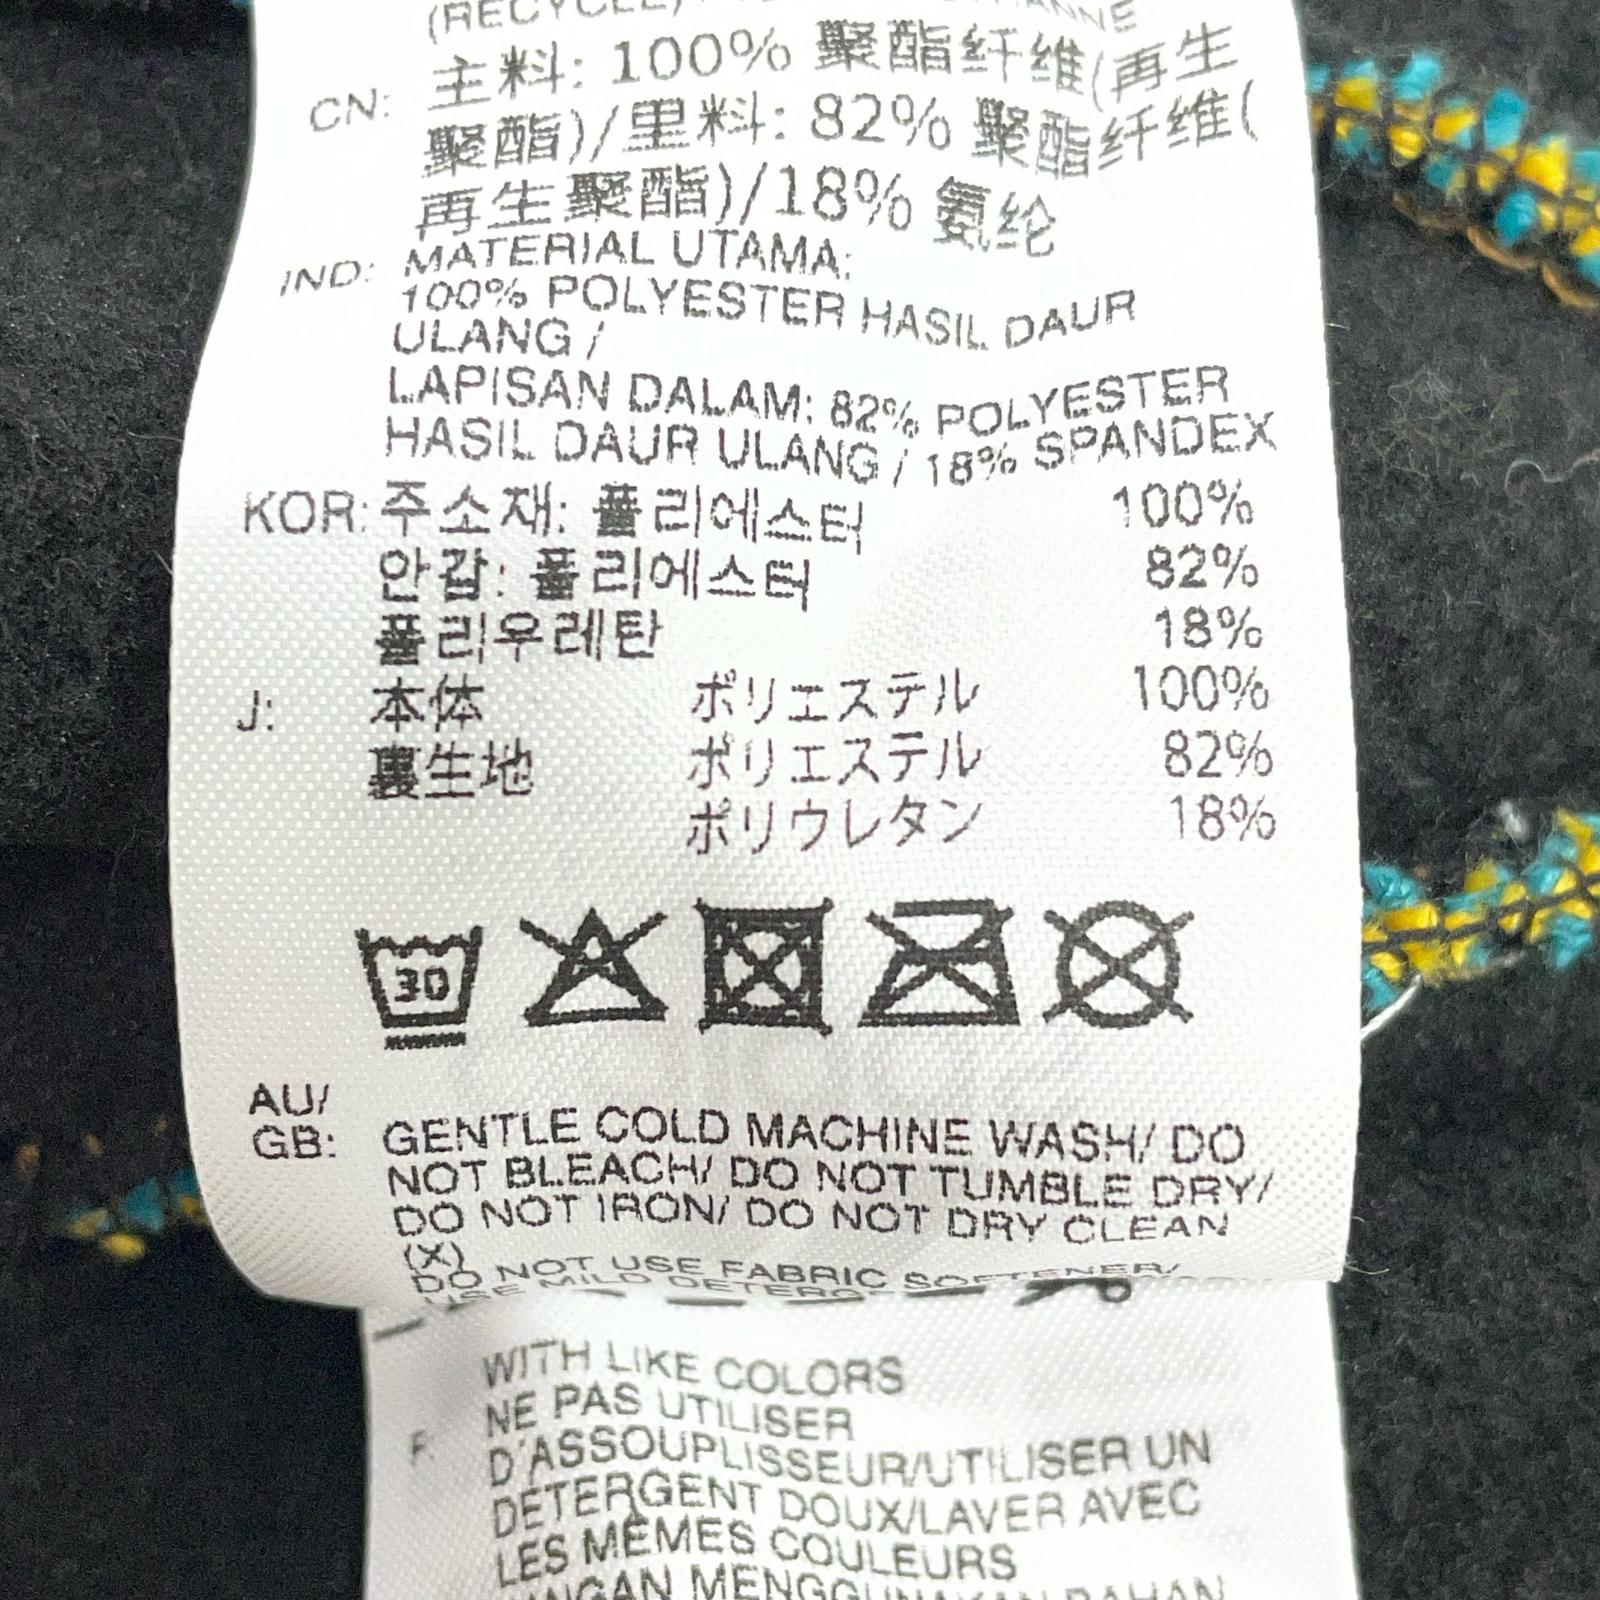 (RECYCLÉ)
CN: 主料: 100% 聚酯纤维(再生
聚酯)/里料: 82% 聚酯纤维(
再生聚酯)/18% 氨纶
IND: MATERIAL UTAMA:
100% POLYESTER HASIL DAUR
ULANG /
LAPISAN DALAM: 82% POLYESTER
HASIL DAUR ULANG / 18% SPANDEX
KOR: 주소재: 폴리에스터 100%
안감: 폴리에스터 82%
폴리우레탄 18%
J: 本体 ポリエステル 100%
裏生地 ポリエステル 82%
ポリウレタン 18%
30
AU/
GB: GENTLE COLD MACHINE WASH/ DO
NOT BLEACH/ DO NOT TUMBLE DRY/
DO NOT IRON/ DO NOT DRY CLEAN
(X)
DO NOT USE FABRIC SOFTENER/
USE MILD
WITH LIKE COLORS
F: NE PAS UTILISER
D'ASSOUPLISSEUR/UTILISER UN
DÉTERGENT DOUX/LAVER AVEC
LES MÊMES COULEURS
MENGGUNAKAN BAHAN